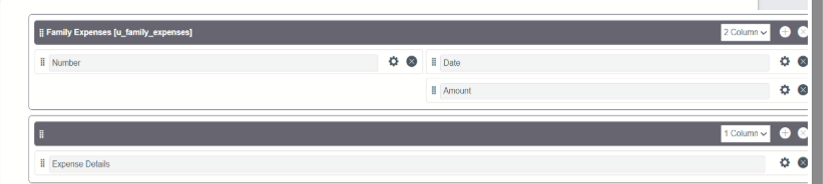 Family Expenses [u_family_expenses] 2 Column
Number Date
Amount
1 Column
Expense Details